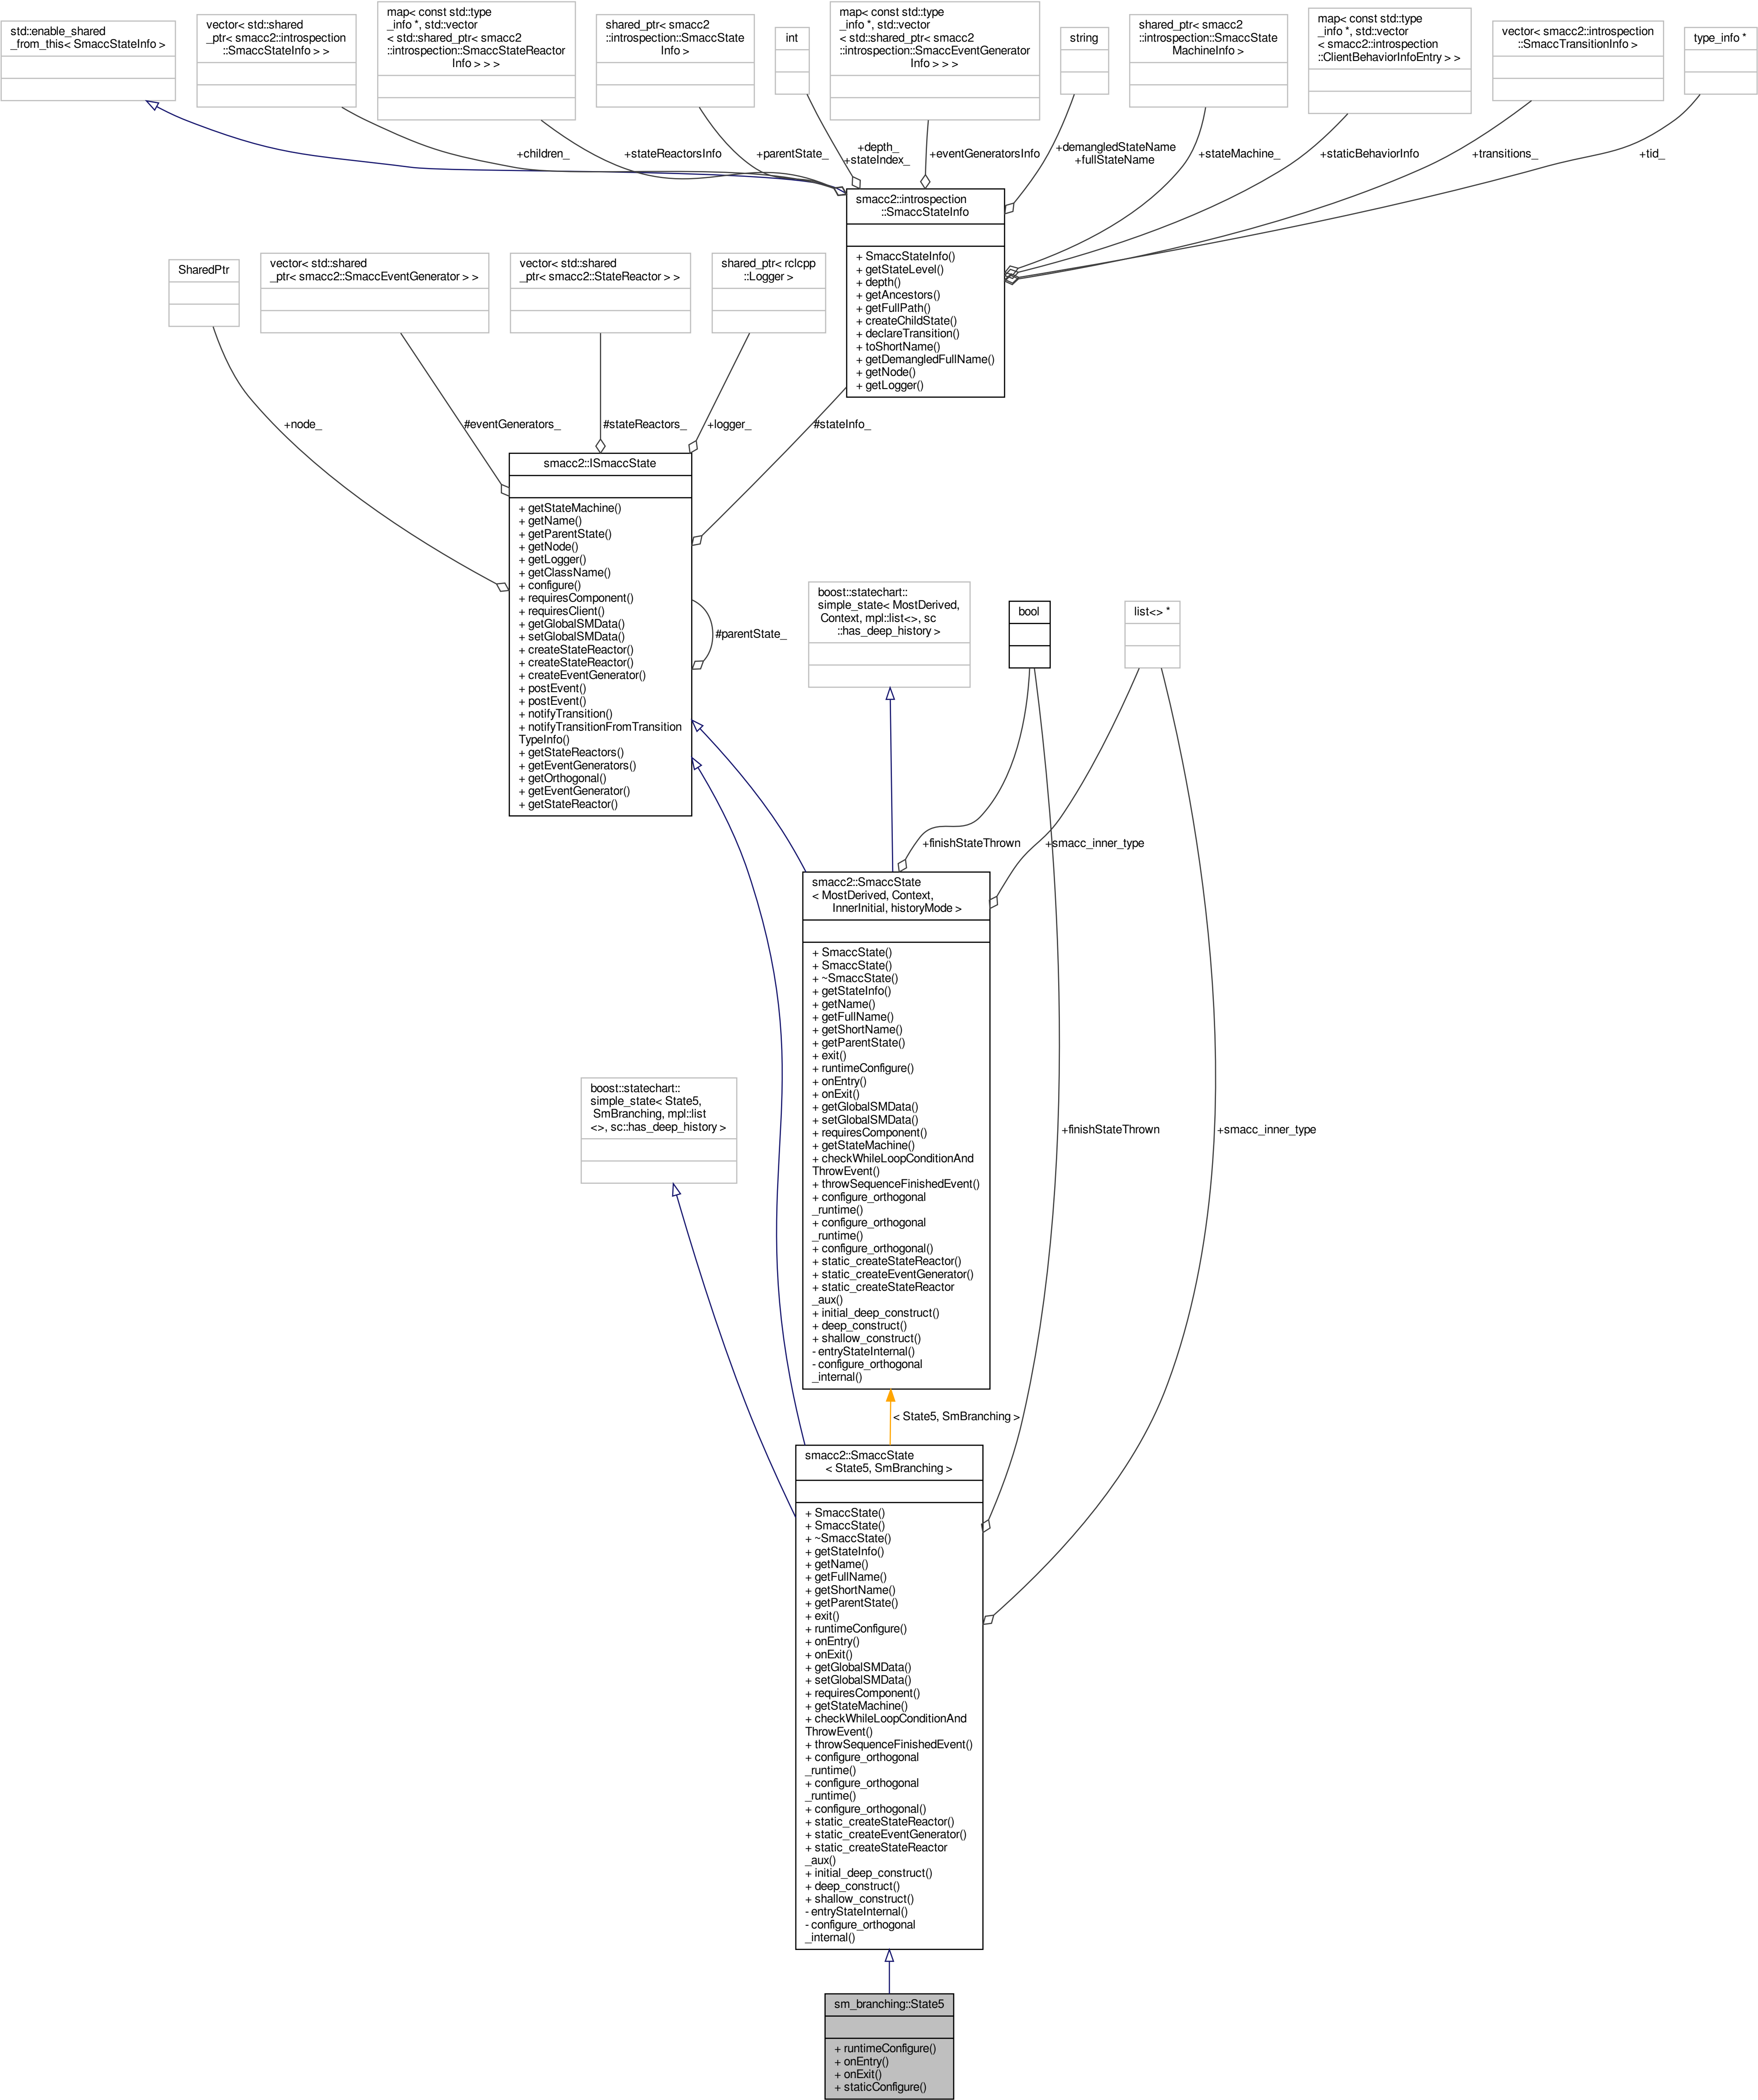 std::enable_shared
_from_this< SmaccStateInfo >
vector< std::shared
_ptr< smacc2::introspection
::SmaccStateInfo > >
map< const std::type
_info *, std::vector
< std::shared_ptr< smacc2
::introspection::SmaccStateReactor
Info > > >
shared_ptr< smacc2
::introspection::SmaccState
Info >
int
map< const std::type
_info *, std::vector
< std::shared_ptr< smacc2
::introspection::SmaccEventGenerator
Info > > >
string
shared_ptr< smacc2
::introspection::SmaccState
MachineInfo >
map< const std::type
_info *, std::vector
< smacc2::introspection
::ClientBehaviorInfoEntry > >
vector< smacc2::introspection
::SmaccTransitionInfo >
type_info *
+children_
+stateReactorsInfo
+parentState_
+depth_
+stateIndex_
+eventGeneratorsInfo
+demangledStateName
+fullStateName
+stateMachine_
+staticBehaviorInfo
+transitions_
+tid_
smacc2::introspection
::SmaccStateInfo
+ SmaccStateInfo()
+ getStateLevel()
+ depth()
+ getAncestors()
+ getFullPath()
+ createChildState()
+ declareTransition()
+ toShortName()
+ getDemangledFullName()
+ getNode()
+ getLogger()
SharedPtr
vector< std::shared
_ptr< smacc2::SmaccEventGenerator > >
vector< std::shared
_ptr< smacc2::StateReactor > >
shared_ptr< rclcpp
::Logger >
+node_
#eventGenerators_
#stateReactors_
+logger_
#stateInfo_
smacc2::ISmaccState
+ getStateMachine()
+ getName()
+ getParentState()
+ getNode()
+ getLogger()
+ getClassName()
+ configure()
+ requiresComponent()
+ requiresClient()
+ getGlobalSMData()
+ setGlobalSMData()
+ createStateReactor()
+ createStateReactor()
+ createEventGenerator()
+ postEvent()
+ postEvent()
+ notifyTransition()
+ notifyTransitionFromTransition
TypeInfo()
+ getStateReactors()
+ getEventGenerators()
+ getOrthogonal()
+ getEventGenerator()
+ getStateReactor()
#parentState_
boost::statechart::
simple_state< MostDerived,
Context, mpl::list<>, sc
::has_deep_history >
bool
list<> *
+finishStateThrown
+smacc_inner_type
smacc2::SmaccState
< MostDerived, Context,
InnerInitial, historyMode >
+ SmaccState()
+ SmaccState()
+ ~SmaccState()
+ getStateInfo()
+ getName()
+ getFullName()
+ getShortName()
+ getParentState()
+ exit()
+ runtimeConfigure()
+ onEntry()
+ onExit()
+ getGlobalSMData()
+ setGlobalSMData()
+ requiresComponent()
+ getStateMachine()
+ checkWhileLoopConditionAnd
ThrowEvent()
+ throwSequenceFinishedEvent()
+ configure_orthogonal
_runtime()
+ configure_orthogonal
_runtime()
+ configure_orthogonal()
+ static_createStateReactor()
+ static_createEventGenerator()
+ static_createStateReactor
_aux()
+ initial_deep_construct()
+ deep_construct()
+ shallow_construct()
- entryStateInternal()
- configure_orthogonal
_internal()
boost::statechart::
simple_state< State5,
SmBranching, mpl::list
<>, sc::has_deep_history >
+finishStateThrown
+smacc_inner_type
< State5, SmBranching >
smacc2::SmaccState
< State5, SmBranching >
+ SmaccState()
+ SmaccState()
+ ~SmaccState()
+ getStateInfo()
+ getName()
+ getFullName()
+ getShortName()
+ getParentState()
+ exit()
+ runtimeConfigure()
+ onEntry()
+ onExit()
+ getGlobalSMData()
+ setGlobalSMData()
+ requiresComponent()
+ getStateMachine()
+ checkWhileLoopConditionAnd
ThrowEvent()
+ throwSequenceFinishedEvent()
+ configure_orthogonal
_runtime()
+ configure_orthogonal
_runtime()
+ configure_orthogonal()
+ static_createStateReactor()
+ static_createEventGenerator()
+ static_createStateReactor
_aux()
+ initial_deep_construct()
+ deep_construct()
+ shallow_construct()
- entryStateInternal()
- configure_orthogonal
_internal()
sm_branching::State5
+ runtimeConfigure()
+ onEntry()
+ onExit()
+ staticConfigure()